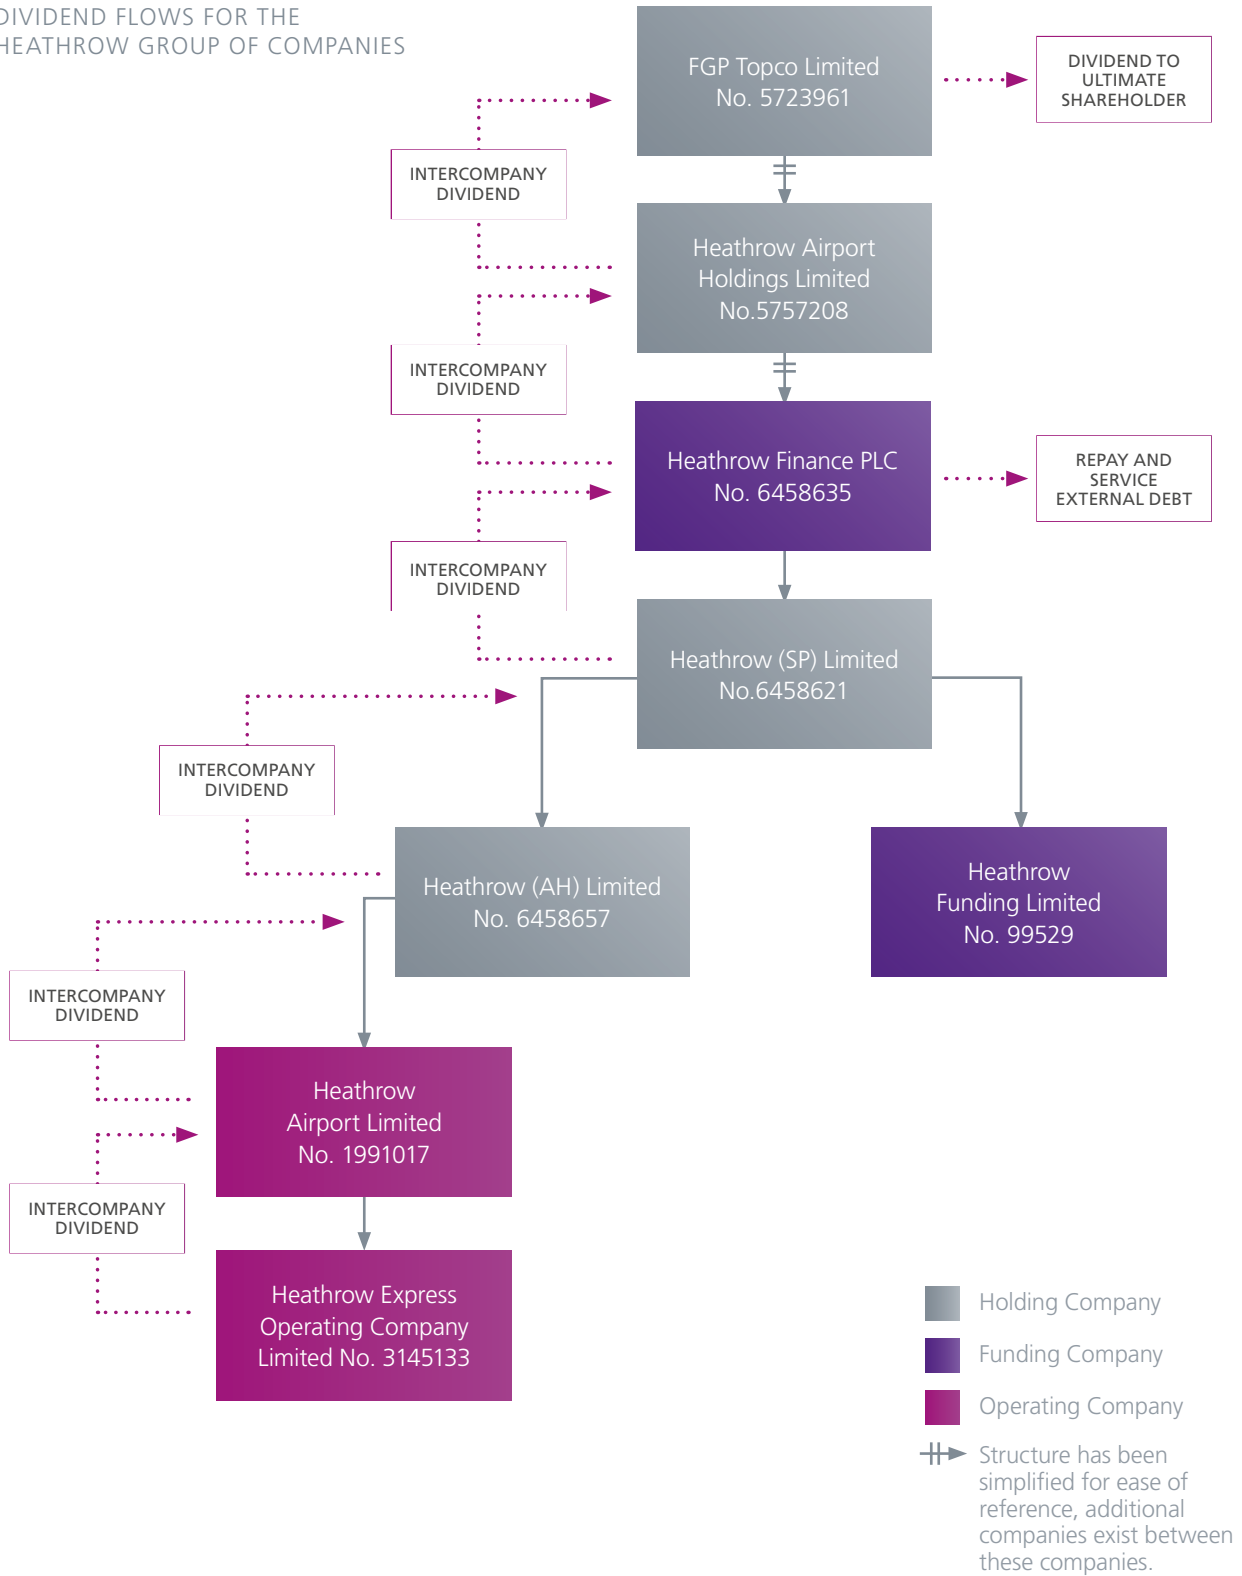 DIVIDEND FLOWS FOR THE
HEATHROW GROUP OF COMPANIES
FGP Topco Limited
No. 5723961
DIVIDEND TO
ULTIMATE
SHAREHOLDER
INTERCOMPANY
DIVIDEND
Heathrow Airport
Holdings Limited
No.5757208
INTERCOMPANY
DIVIDEND
Heathrow Finance PLC
No. 6458635
REPAY AND
SERVICE
EXTERNAL DEBT
INTERCOMPANY
DIVIDEND
Heathrow (SP) Limited
No.6458621
INTERCOMPANY
DIVIDEND
Heathrow (AH) Limited
No. 6458657
Heathrow
Funding Limited
No. 99529
INTERCOMPANY
DIVIDEND
Heathrow
Airport Limited
No. 1991017
INTERCOMPANY
DIVIDEND
Heathrow Express
Operating Company
Limited No. 3145133
Holding Company
Funding Company
Operating Company
Structure has been
simplified for ease of
reference, additional
companies exist between
these companies.